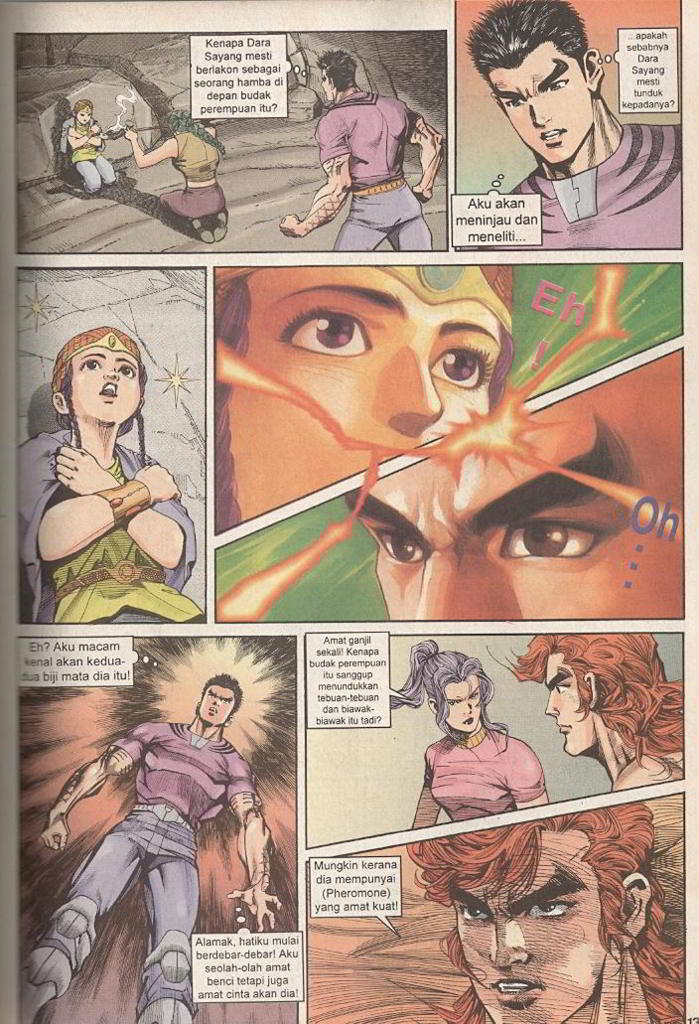 Kenapa Dara
Sayang mesti
berlakon sebagai
seorang hamba di
depan budak
perempuan itu?
...apakah
sebabnya
Dara
Sayang
mesti
tunduk
kepadanya?
Aku akan
meninjau dan
meneliti...
Eh
!
Oh
...
Eh? Aku macam
kenal akan kedua-
dua biji mata dia itu!
Amat ganjil
sekali! Kenapa
budak perempuan
itu sanggup
menundukkan
tebuan-tebuan
dan biawak-
biawak itu tadi?
Alamak, hatiku mulai
berdebar-debar! Aku
seolah-olah amat
benci tetapi juga
amat cinta akan dia!
Mungkin kerana
dia mempunyai
(Pheromone)
yang amat kuat!